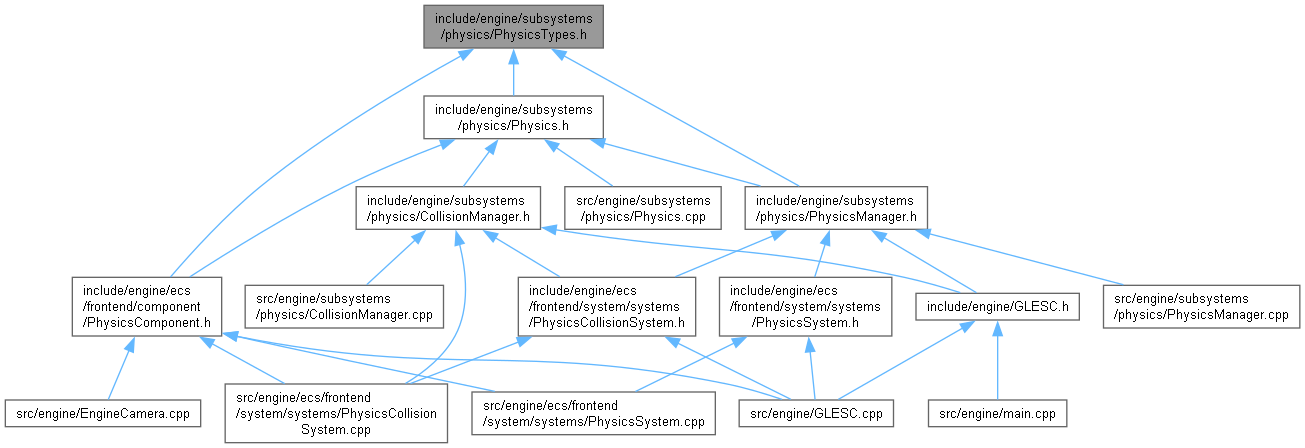 include/engine/subsystems
/physics/PhysicsTypes.h
include/engine/subsystems
/physics/Physics.h
include/engine/subsystems
/physics/CollisionManager.h
src/engine/subsystems
/physics/Physics.cpp
include/engine/subsystems
/physics/PhysicsManager.h
include/engine/ecs
/frontend/component
/PhysicsComponent.h
src/engine/subsystems
/physics/CollisionManager.cpp
include/engine/ecs
/frontend/system/systems
/PhysicsCollisionSystem.h
include/engine/ecs
/frontend/system/systems
/PhysicsSystem.h
include/engine/GLESC.h
src/engine/subsystems
/physics/PhysicsManager.cpp
src/engine/EngineCamera.cpp
src/engine/ecs/frontend
/system/systems/PhysicsCollision
System.cpp
src/engine/ecs/frontend
/system/systems/PhysicsSystem.cpp
src/engine/GLESC.cpp
src/engine/main.cpp